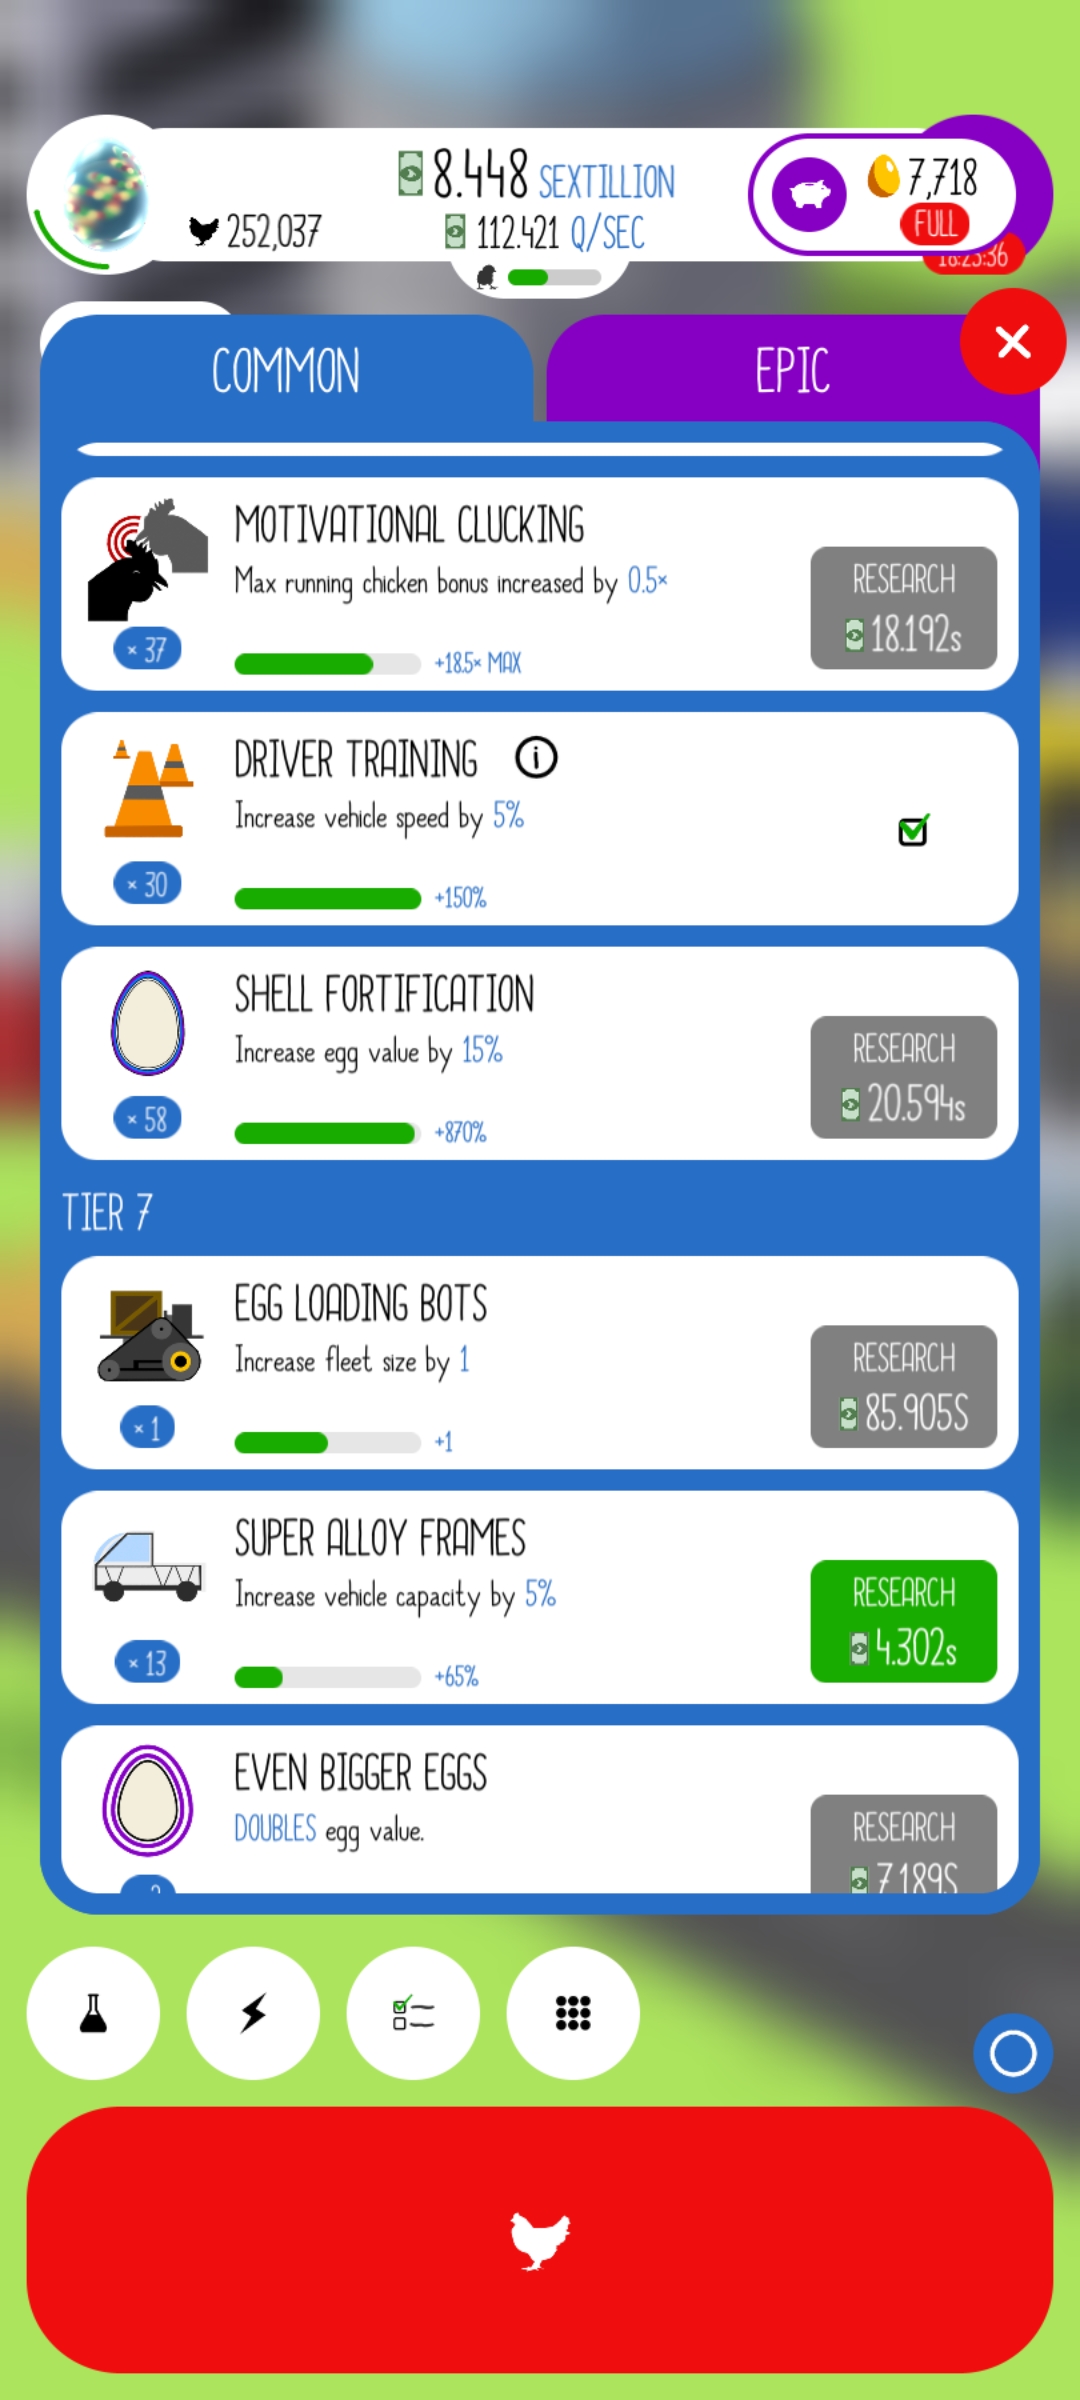 8.448 SEXTILLION
252,037
112.421 Q/SEC
7,718
FULL
16:23:36
COMMON
EPIC
MOTIVATIONAL CLUCKING
Max running chicken bonus increased by 0.5×
× 37
+18.5× MAX
RESEARCH
18.192s
DRIVER TRAINING
Increase vehicle speed by 5%
× 30
+150%
SHELL FORTIFICATION
Increase egg value by 15%
× 58
+870%
RESEARCH
20.594s
TIER 7
EGG LOADING BOTS
Increase fleet size by 1
× 1
+1
RESEARCH
85.905S
SUPER ALLOY FRAMES
Increase vehicle capacity by 5%
× 13
+65%
RESEARCH
4.302s
EVEN BIGGER EGGS
DOUBLES egg value.
RESEARCH
7.189S